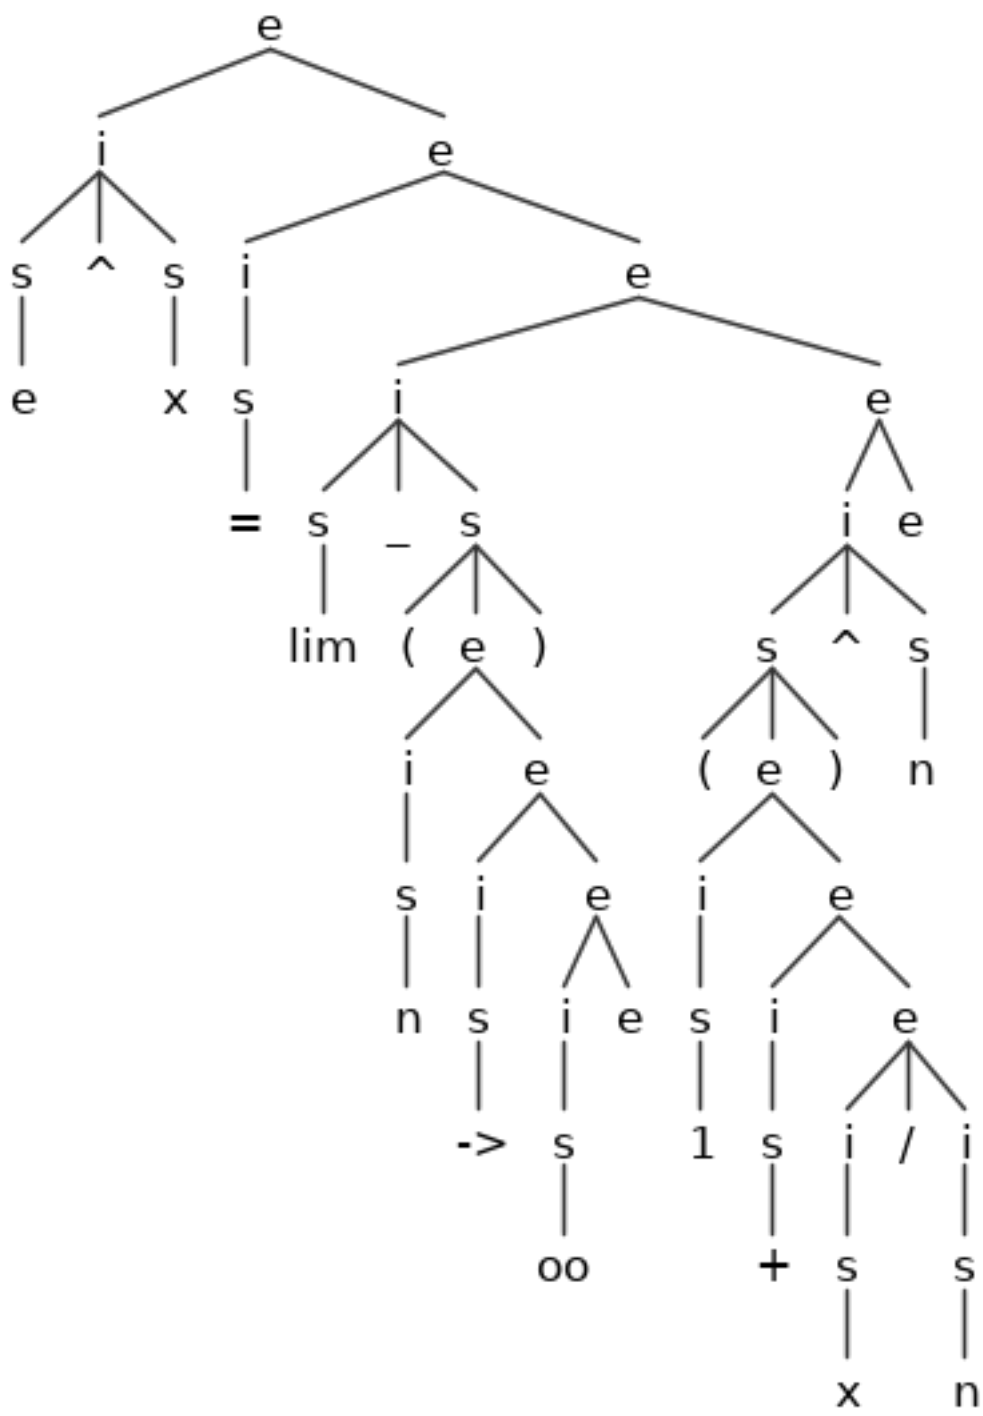 e
i e
s ^ s i e
e x s i e
= s _ s i e
lim ( e ) s ^ s
i e ( e ) n
s i e i e
n s i e s i e
-> s 1 s i / i
oo + s s
x n